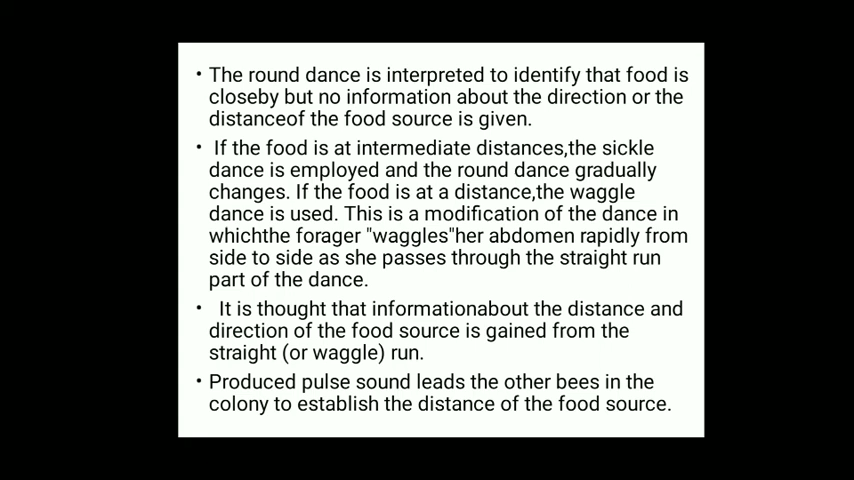 • The round dance is interpreted to identify that food is
closeby but no information about the direction or the
distanceof the food source is given.
• If the food is at intermediate distances,the sickle
dance is employed and the round dance gradually
changes. If the food is at a distance,the waggle
dance is used. This is a modification of the dance in
whichthe forager "waggles"her abdomen rapidly from
side to side as she passes through the straight run
part of the dance.
• It is thought that informationabout the distance and
direction of the food source is gained from the
straight (or waggle) run.
• Produced pulse sound leads the other bees in the
colony to establish the distance of the food source.